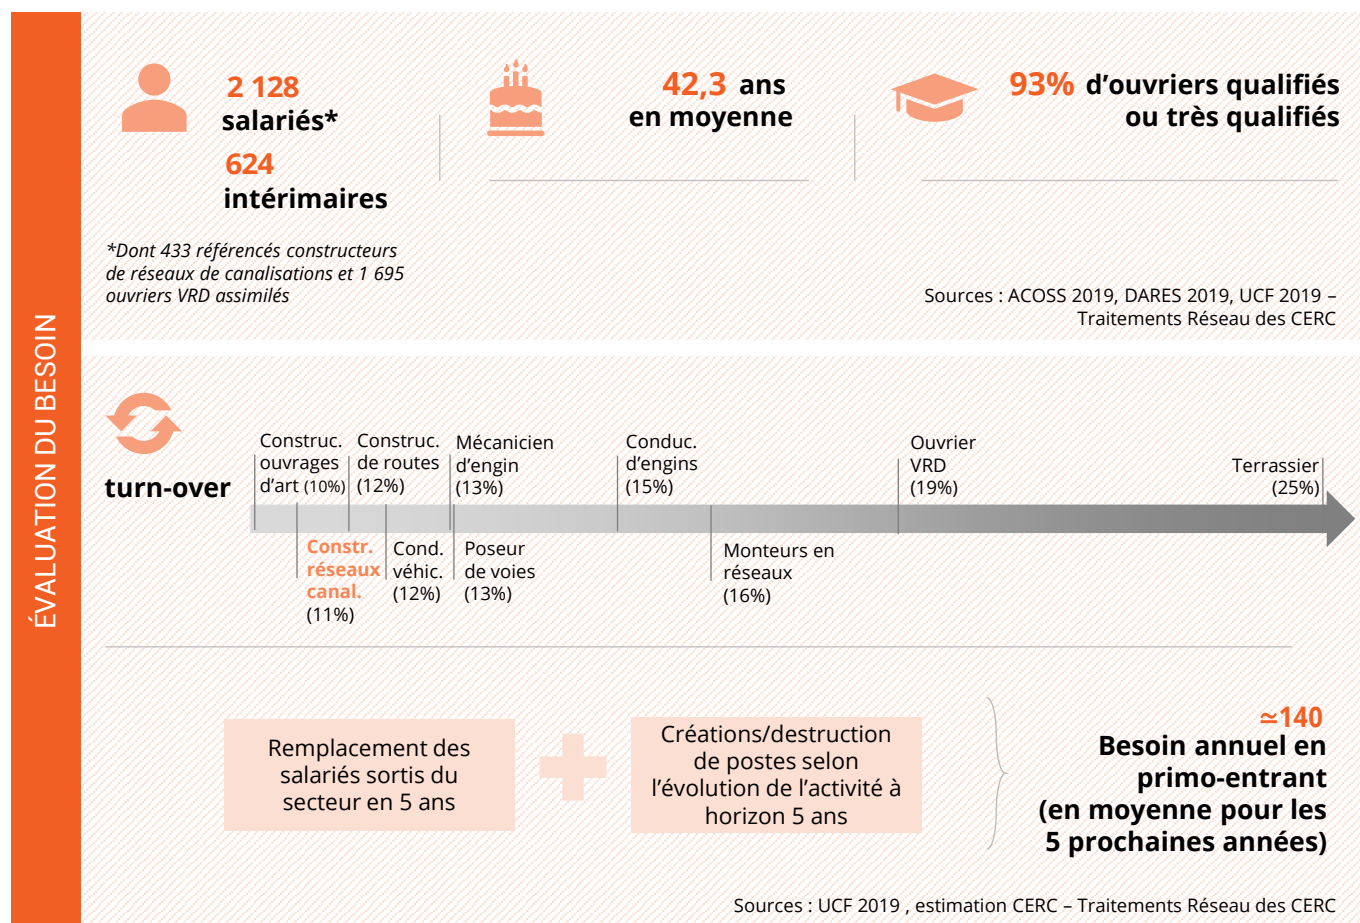 ÉVALUATION DU BESOIN
2 128
salariés*
624
intérimaires
*Dont 433 référencés constructeurs
de réseaux de canalisations et 1 695
ouvriers VRD assimilés
42,3 ans
en moyenne
93% d’ouvriers qualifiés
ou très qualifiés
Sources : ACOSS 2019, DARES 2019, UCF 2019 –
Traitements Réseau des CERC
turn-over
Construc.
ouvrages
d’art (10%)
Constr.
réseaux
canal.
(11%)
Construc.
de routes
(12%)
Cond.
véhic.
(12%)
Mécanicien
d’engin
(13%)
Poseur
de voies
(13%)
Conduc.
d’engins
(15%)
Monteurs en
réseaux
(16%)
Ouvrier
VRD
(19%)
Terrassier
(25%)
Remplacement des
salariés sortis du
secteur en 5 ans
Créations/destruction
de postes selon
l’évolution de l’activité à
horizon 5 ans
≃140
Besoin annuel en
primo-entrant
(en moyenne pour les
5 prochaines années)
Sources : UCF 2019 , estimation CERC – Traitements Réseau des CERC